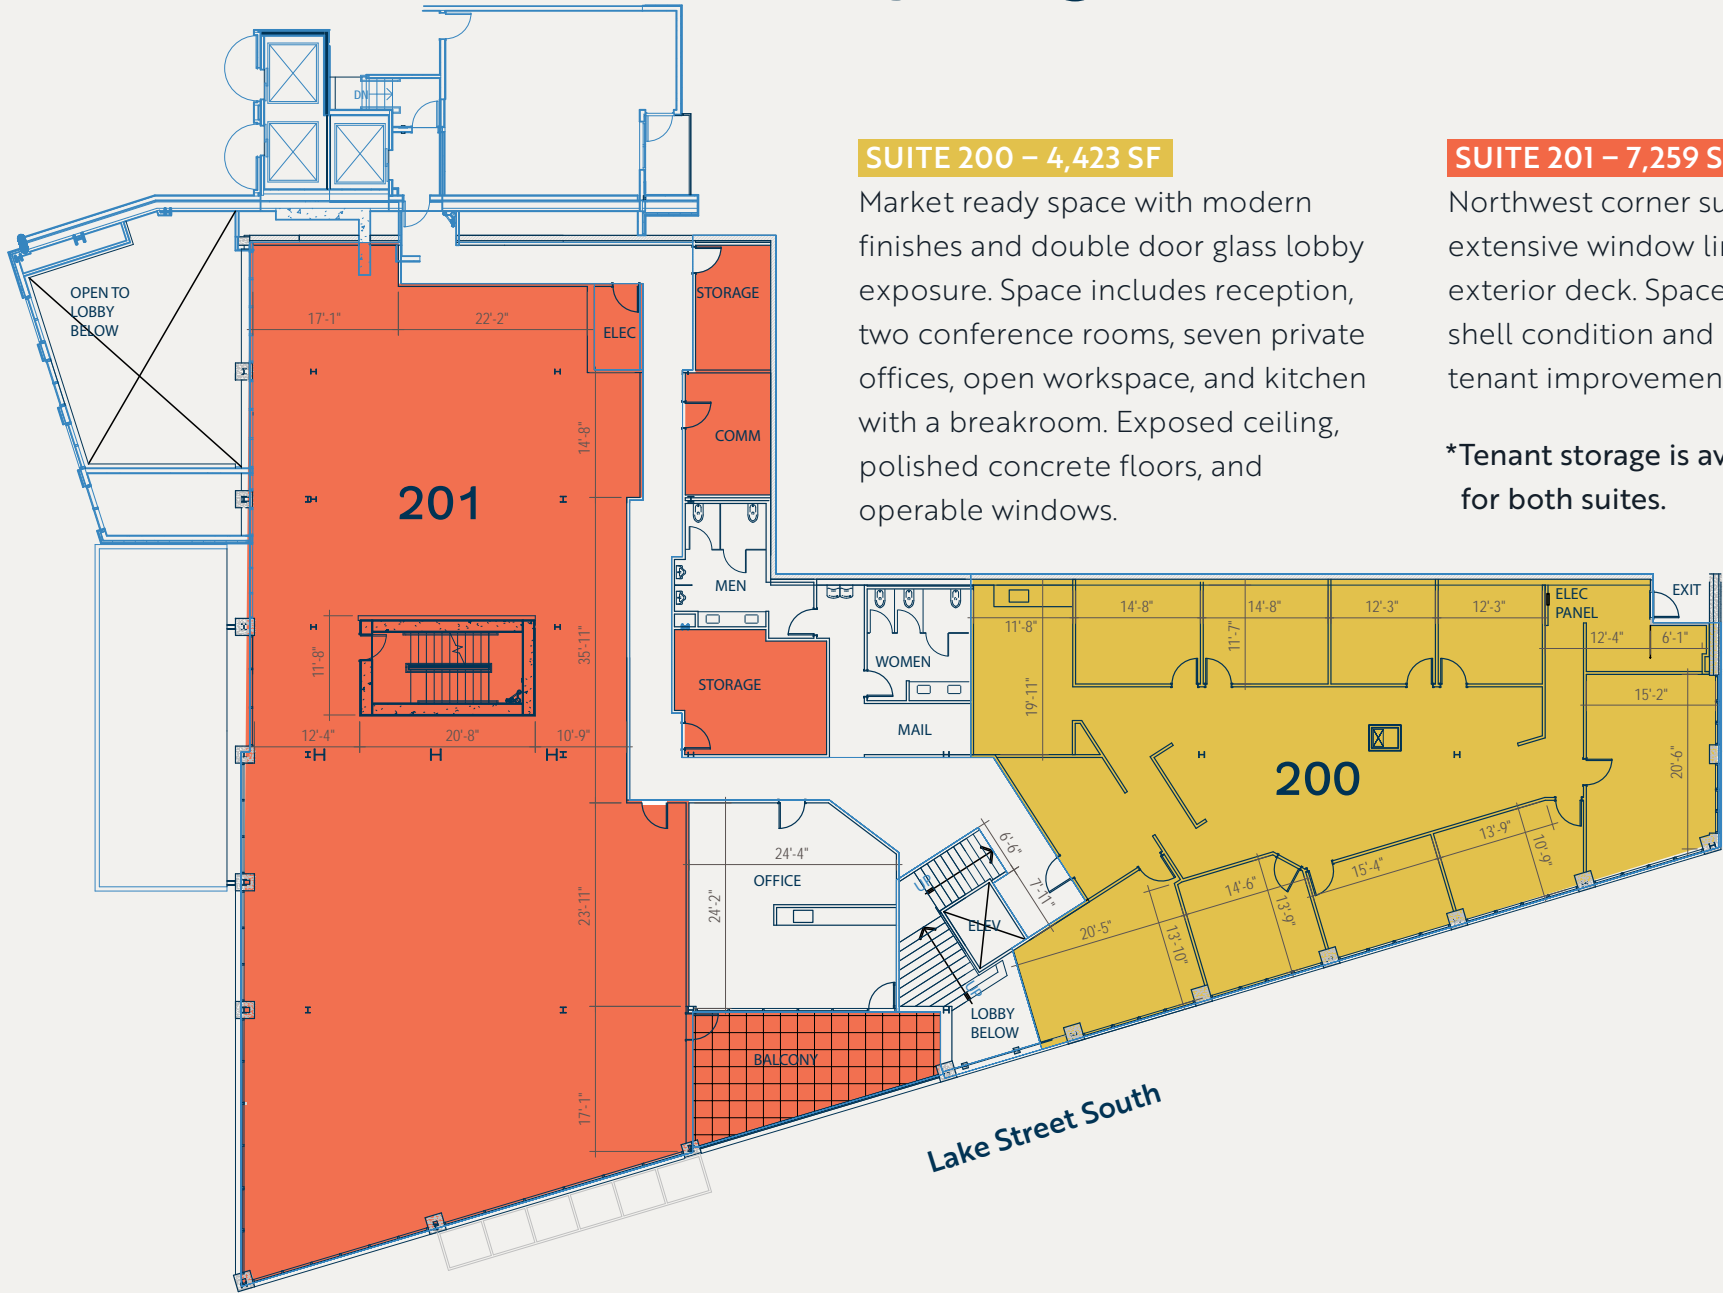 SUITE 200 – 4,423 SF
Market ready space with modern
finishes and double door glass lobby
exposure. Space includes reception,
two conference rooms, seven private
offices, open workspace, and kitchen
with a breakroom. Exposed ceiling,
polished concrete floors, and
operable windows.
SUITE 201 – 7,259 S
Northwest corner su
extensive window li
exterior deck. Space
shell condition and
tenant improvemen
*Tenant storage is av
for both suites.
DN
OPEN TO
LOBBY
BELOW
17'-1"
22'-2"
ELEC
STORAGE
14'-8"
COMM
201
MEN
11'-8"
35'-11"
STORAGE
WOMEN
MAIL
12'-4"
20'-8"
10'-9"
11'-8"
14'-8"
11'-7"
14'-8"
12'-3"
12'-3"
ELEC
PANEL
EXIT
12'-4"
6'-1"
19'-11"
15'-2"
20'-6"
200
24'-4"
OFFICE
24'-2"
23'-11"
6'-6"
7'-11"
UP
ELEV
UP
LOBBY
BELOW
20'-5"
13'-10"
14'-6"
13'-9"
15'-4"
13'-9"
10'-9"
BALCONY
17'-1"
Lake Street South